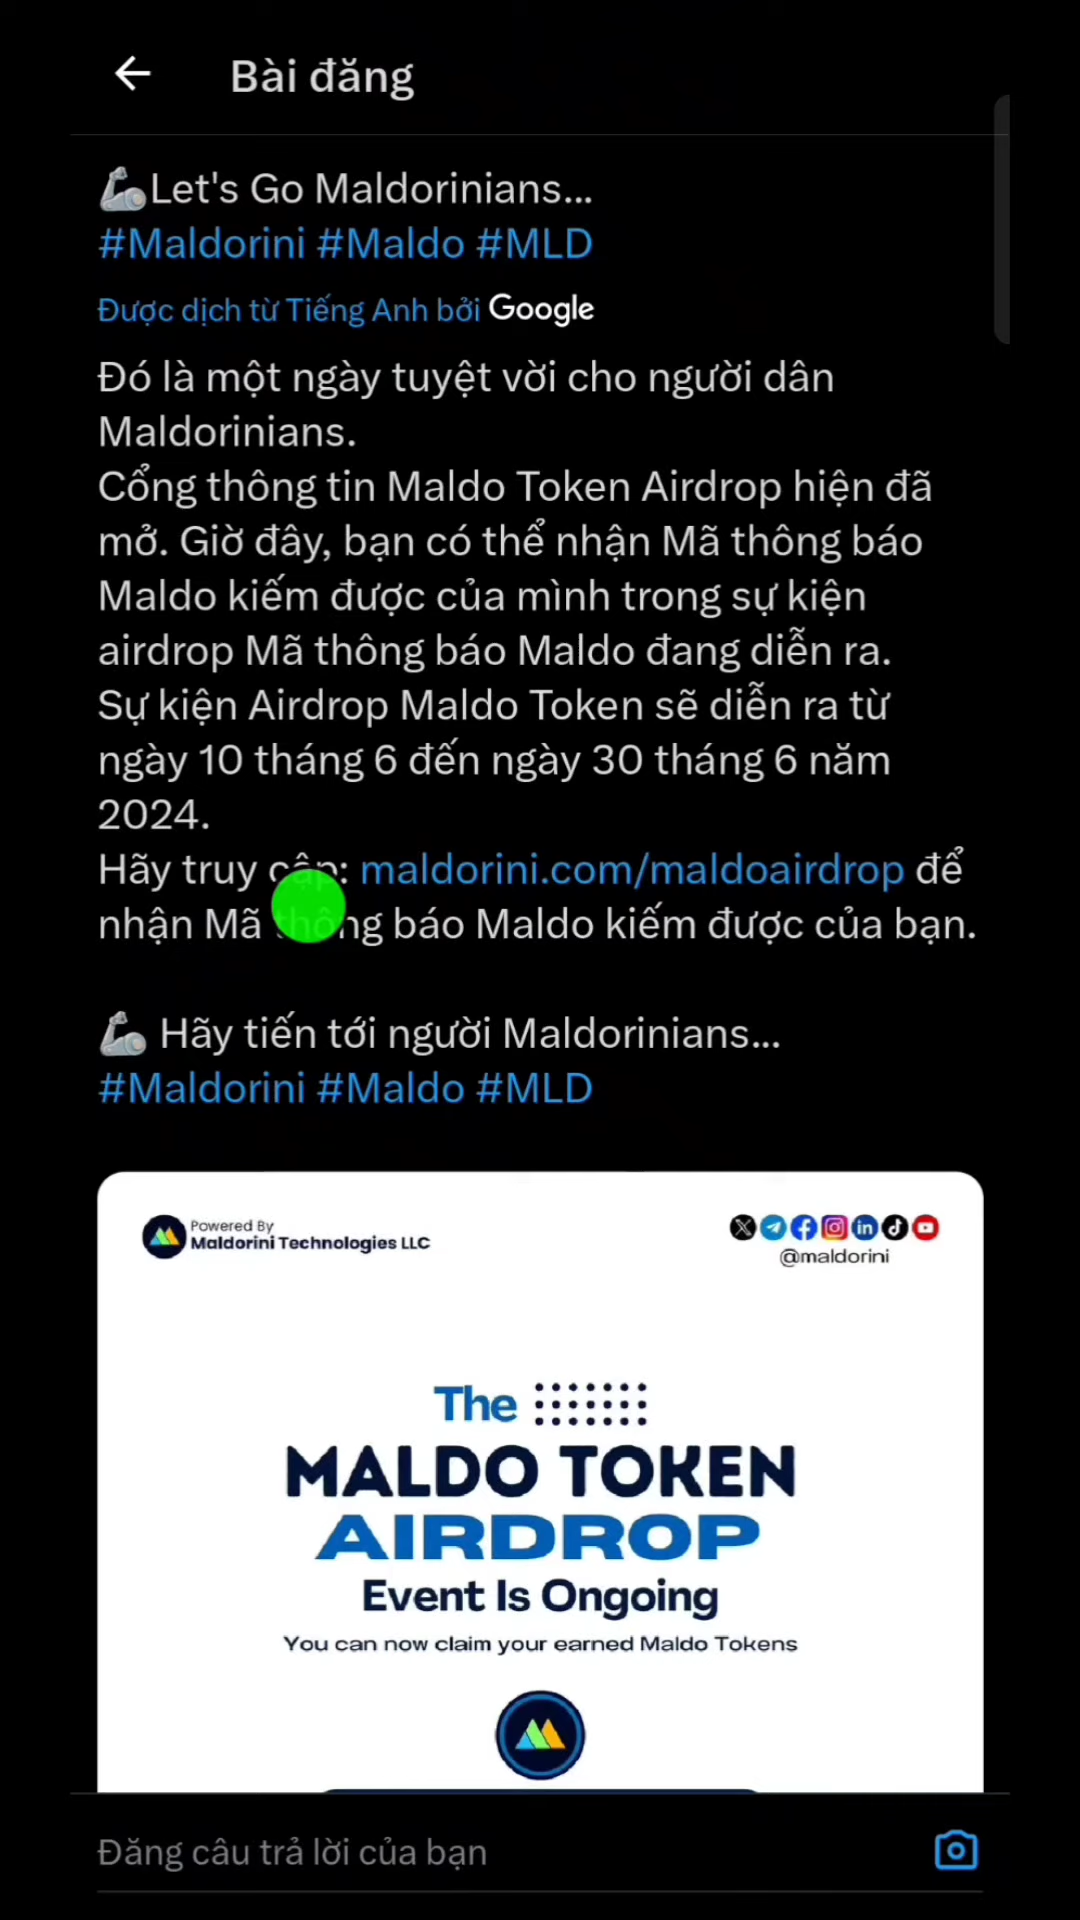 Bài đăng
Let's Go Maldorinians...
#Maldorini #Maldo #MLD
Được dịch từ Tiếng Anh bởi Google
Đó là một ngày tuyệt vời cho người dân
Maldorinians.
Cổng thông tin Maldo Token Airdrop hiện đã
mở. Giờ đây, bạn có thể nhận Mã thông báo
Maldo kiếm được của mình trong sự kiện
airdrop Mã thông báo Maldo đang diễn ra.
Sự kiện Airdrop Maldo Token sẽ diễn ra từ
ngày 10 tháng 6 đến ngày 30 tháng 6 năm
2024.
Hãy truy cập: maldorini.com/maldoairdrop để
nhận Mã thông báo Maldo kiếm được của bạn.
Hãy tiến tới người Maldorinians...
#Maldorini #Maldo #MLD
Powered By
Maldorini Technologies LLC
@maldorini
The
MALDO TOKEN
AIRDROP
Event Is Ongoing
You can now claim your earned Maldo Tokens
Đăng câu trả lời của bạn